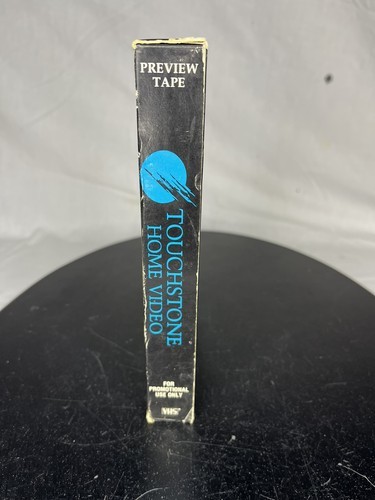 PREVIEW
TAPE
TOUCHSTONE
HOME VIDEO
FOR
PROMOTIONAL
USE ONLY
VHS